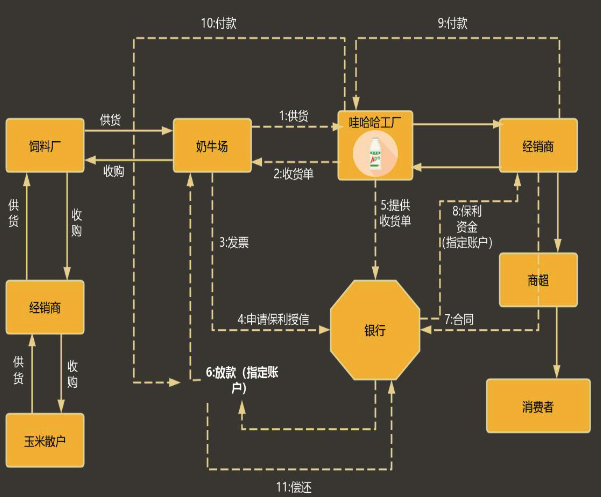 10:付款
9:付款
供货
1:供货
哇哈哈工厂
饲料厂
奶牛场
经销商
收购
2:收货单
供
货
收
购
3:发票
5:提供
收货单
8:保利
资金
(指定账户)
商超
经销商
4:申请保利授信
银行
7:合同
供
货
收
购
6:放款（指定账
户）
玉米散户
消费者
11:偿还